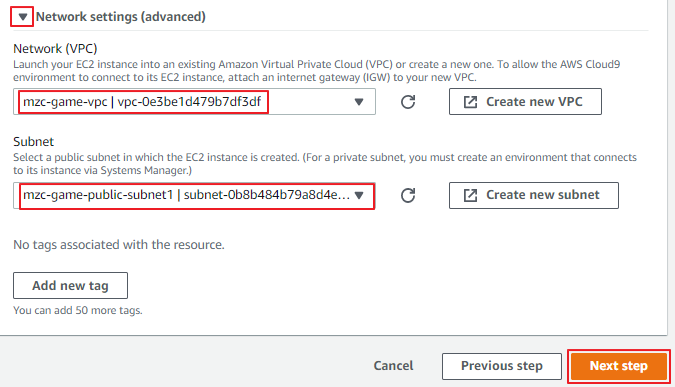 Network settings (advanced)
Network (VPC)
Launch your EC2 instance into an existing Amazon Virtual Private Cloud (VPC) or create a new one. To allow the AWS Cloud9
environment to connect to its EC2 instance, attach an internet gateway (IGW) to your new VPC.
mzc-game-vpc | vpc-0e3be1d479b7df3df
Create new VPC
Subnet
Select a public subnet in which the EC2 instance is created. (For a private subnet, you must create an environment that connects
to its instance via Systems Manager.)
mzc-game-public-subnet1 | subnet-0b8b484b79a8d4e...
Create new subnet
No tags associated with the resource.
Add new tag
You can add 50 more tags.
Cancel
Previous step
Next step